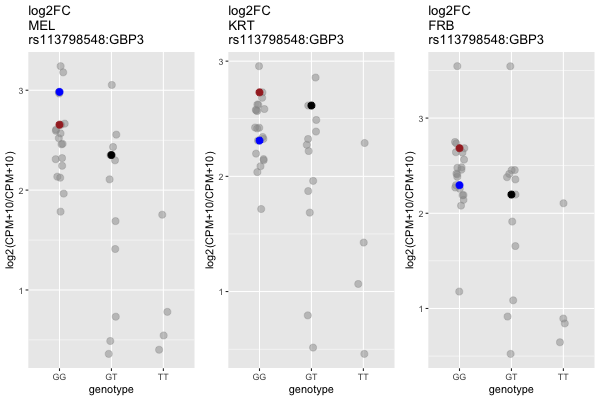 log2FC
MEL
rs113798548:GBP3
log2(CPM+10/CPM+10)
3
2
1
GG
GT
TT
genotype
log2FC
KRT
rs113798548:GBP3
log2(CPM+10/CPM+10)
3
2
1
GG
GT
TT
genotype
log2FC
FRB
rs113798548:GBP3
log2(CPM+10/CPM+10)
3
2
1
GG
GT
TT
genotype